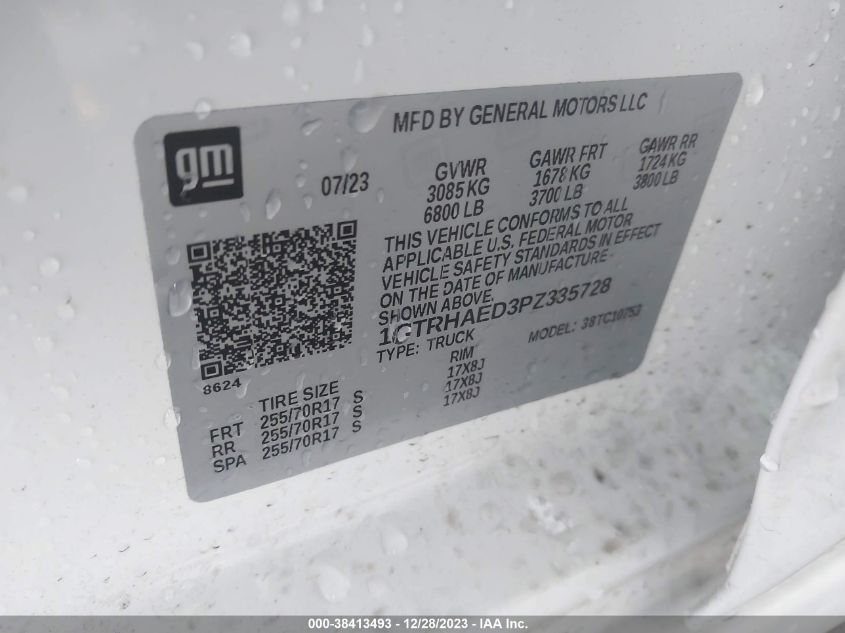 MFD BY GENERAL MOTORS LLC
gm
07/23
GVWR
3085 KG
6800 LB
GAWR FRT
1678 KG
3700 LB
GAWR RR
1724 KG
3800 LB
THIS VEHICLE CONFORMS TO ALL
APPLICABLE U.S. FEDERAL MOTOR
VEHICLE SAFETY STANDARDS IN EFFECT
ON THE DATE OF MANUFACTURE
SHOWN ABOVE.
1GTRHAED3PZ335728
TYPE: TRUCK
MODEL: 38TC10753
8624
TIRE SIZE
RIM
FRT 255/70R17 S 17X8J
RR 255/70R17 S 17X8J
SPA 255/70R17 S 17X8J
000-38413493 - 12/28/2023 - IAA Inc.